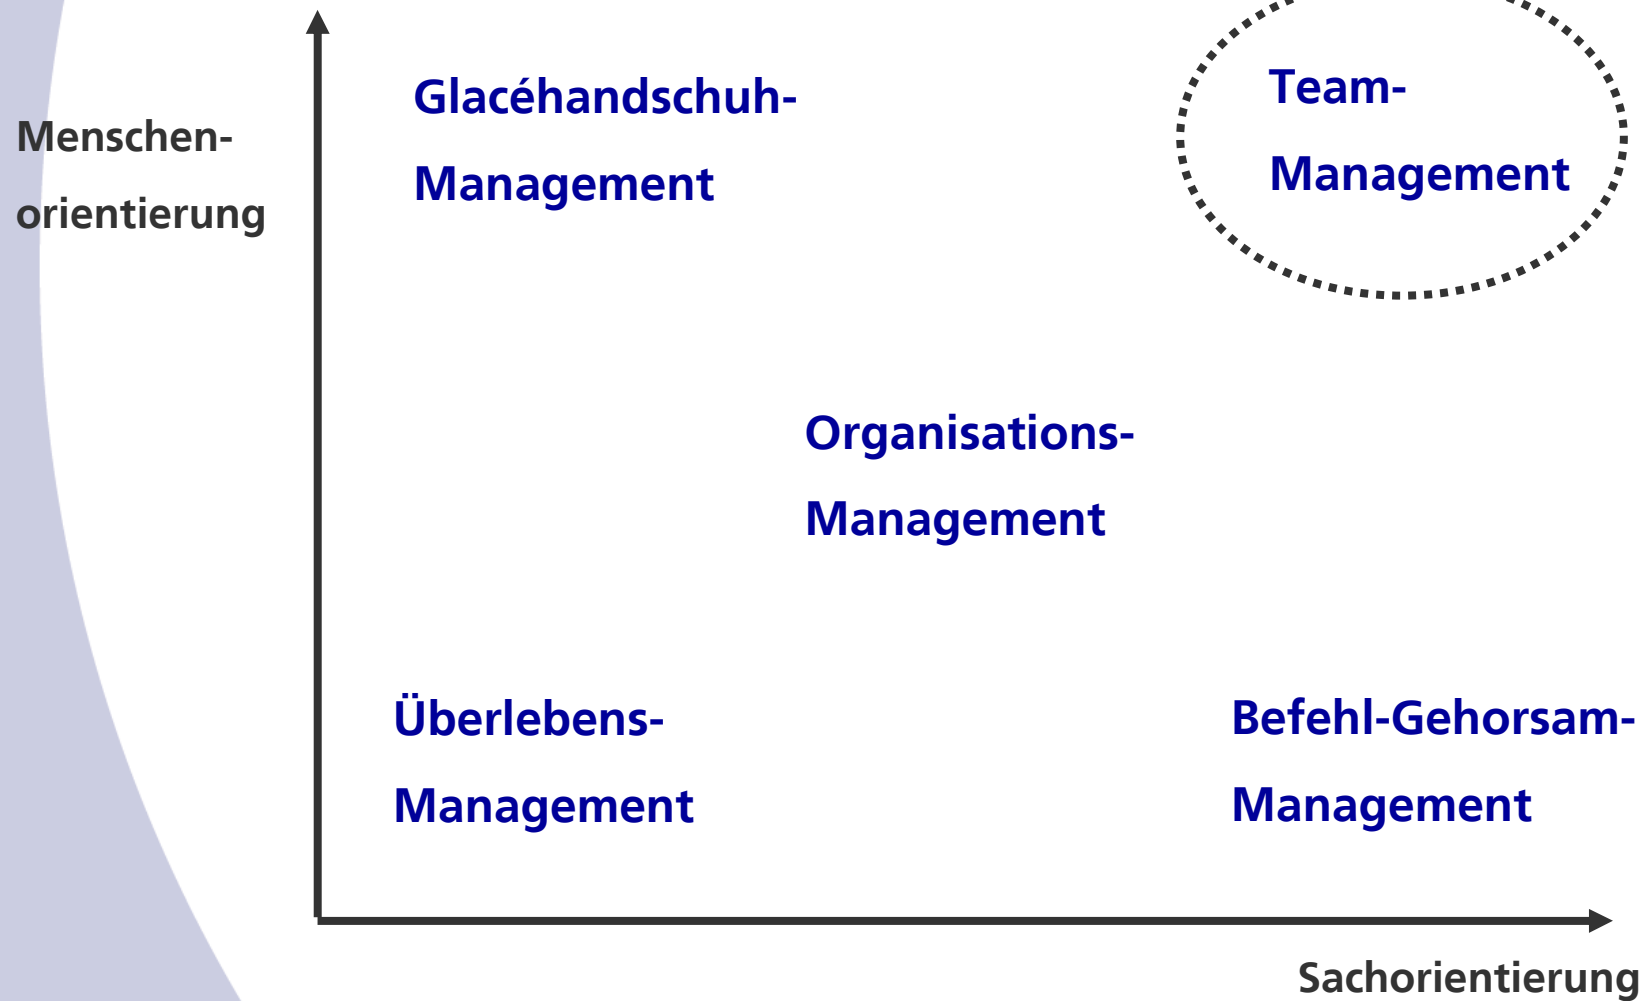 Menschen-
orientierung
Glacéhandschuh-
Management
Team-
Management
Organisations-
Management
Überlebens-
Management
Befehl-Gehorsam-
Management
Sachorientierung